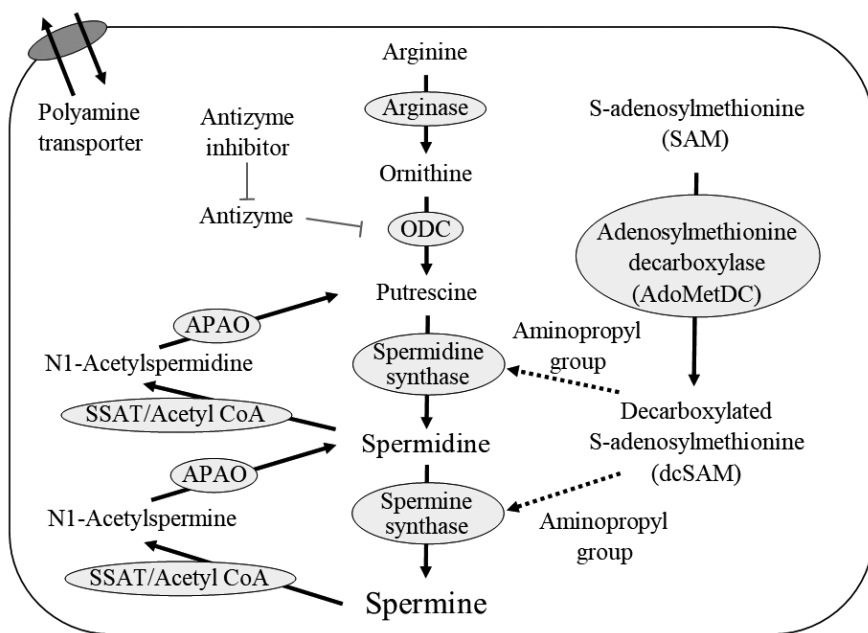 Polyamine
transporter
Antizyme
inhibitor
Antizyme
Arginine
Arginase
Ornithine
ODC
Putrescine
Spermidine
synthase
Spermidine
Spermine
synthase
Spermine
APAO
N1-Acetylspermidine
SSAT/Acetyl CoA
APAO
N1-Acetylspermine
SSAT/Acetyl CoA
S-adenosylmethionine
(SAM)
Adenosylmethionine
decarboxylase
(AdoMetDC)
Aminopropyl
group
Decarboxylated
S-adenosylmethionine
(dcSAM)
Aminopropyl
group